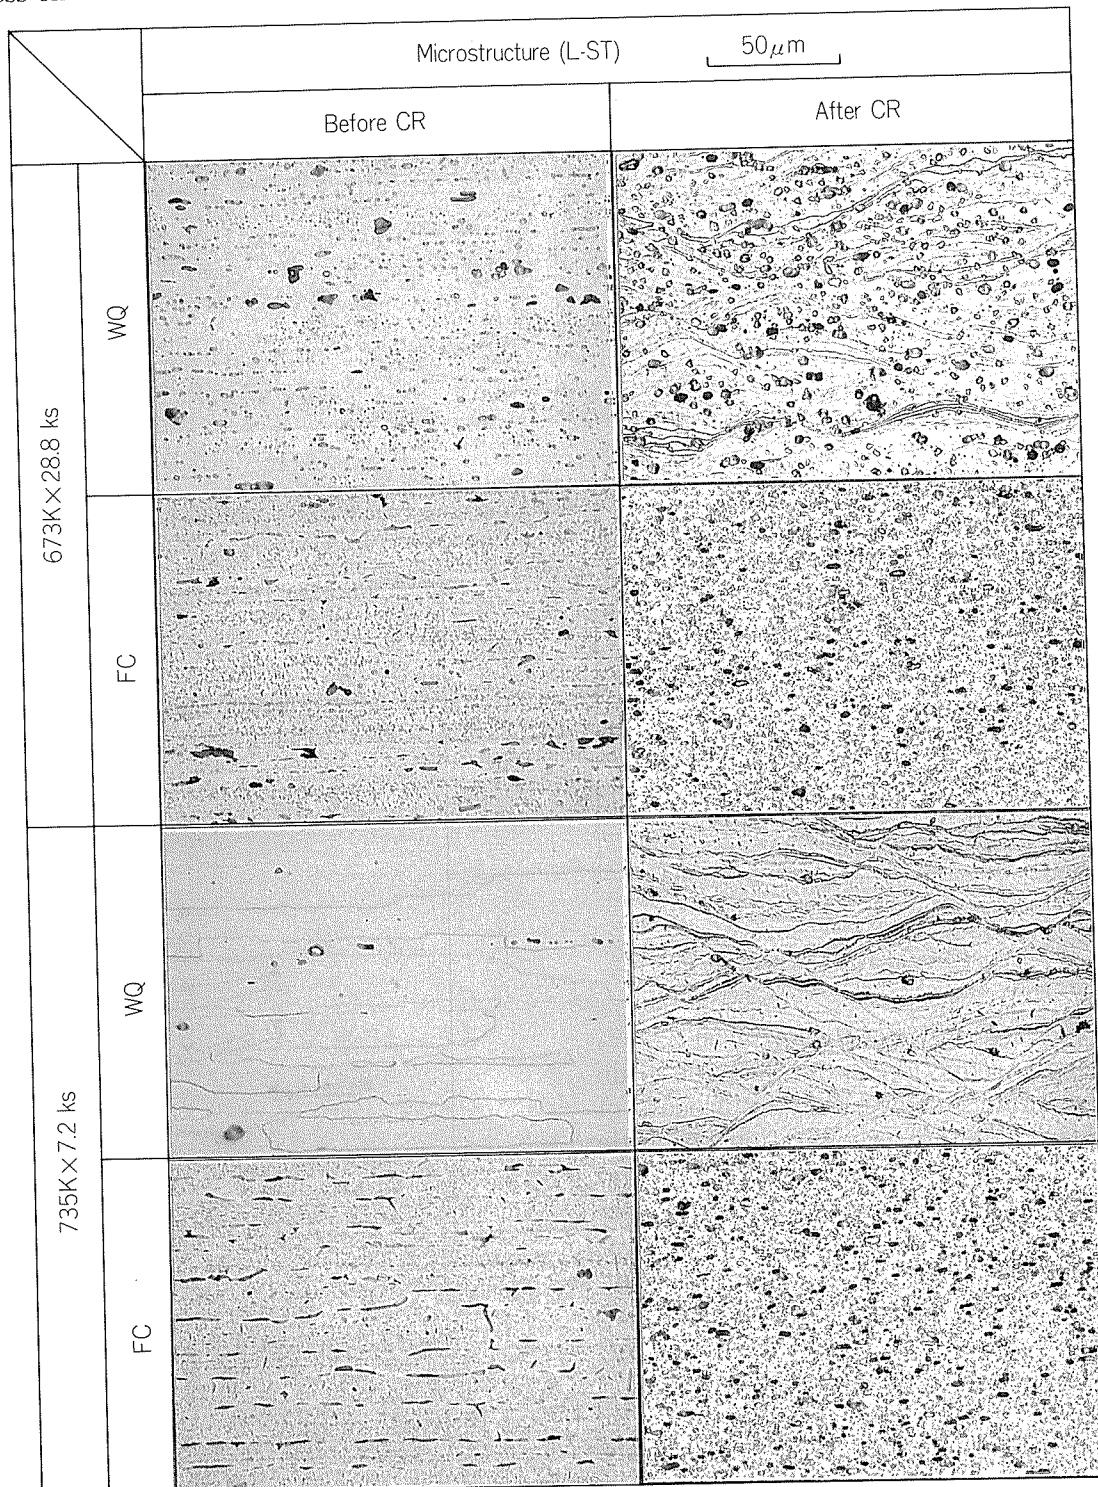 Microstructure (L-ST) 50μm
Before CR After CR
673K×28.8 ks
WQ
FC
735K×7.2 ks
WQ
FC